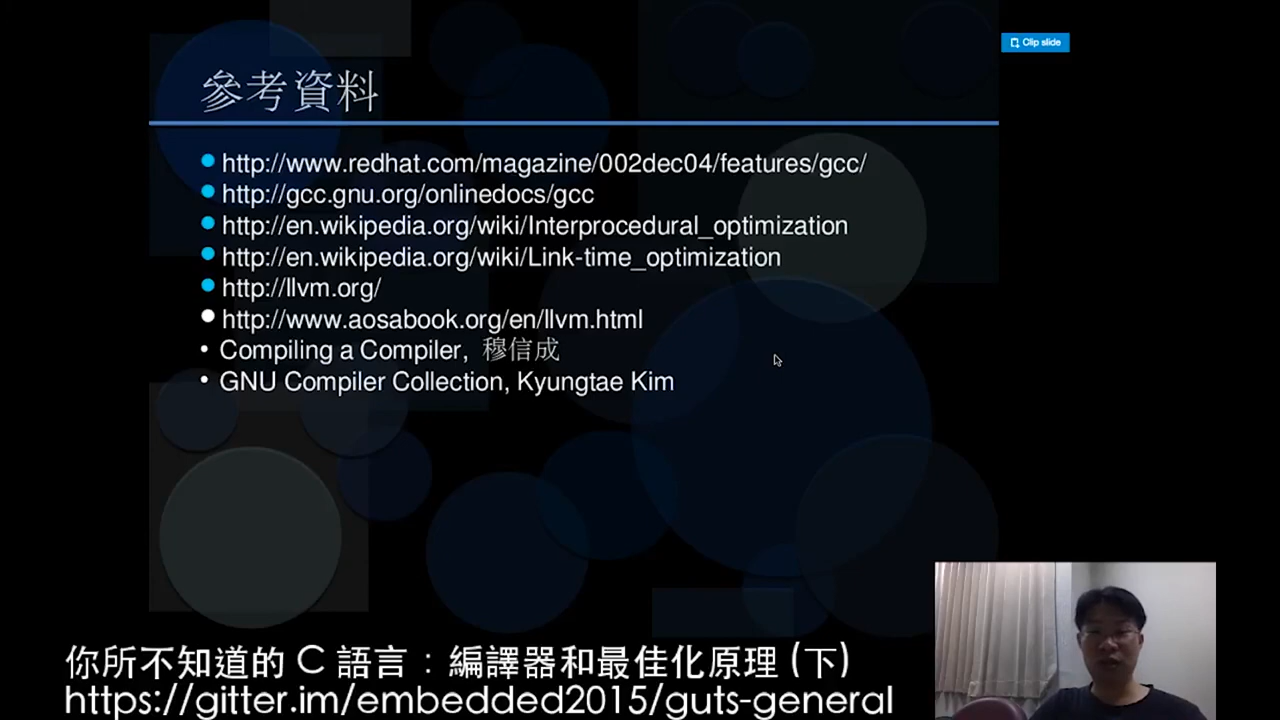 Clip slide
參考資料
http://www.redhat.com/magazine/002dec04/features/gcc/
http://gcc.gnu.org/onlinedocs/gcc
http://en.wikipedia.org/wiki/Interprocedural_optimization
http://en.wikipedia.org/wiki/Link-time_optimization
http://llvm.org/
http://www.aosabook.org/en/llvm.html
Compiling a Compiler, 穆信成
GNU Compiler Collection, Kyungtae Kim
你所不知道的 C 語言：編譯器和最佳化原理 (下)
https://gitter.im/embedded2015/guts-general